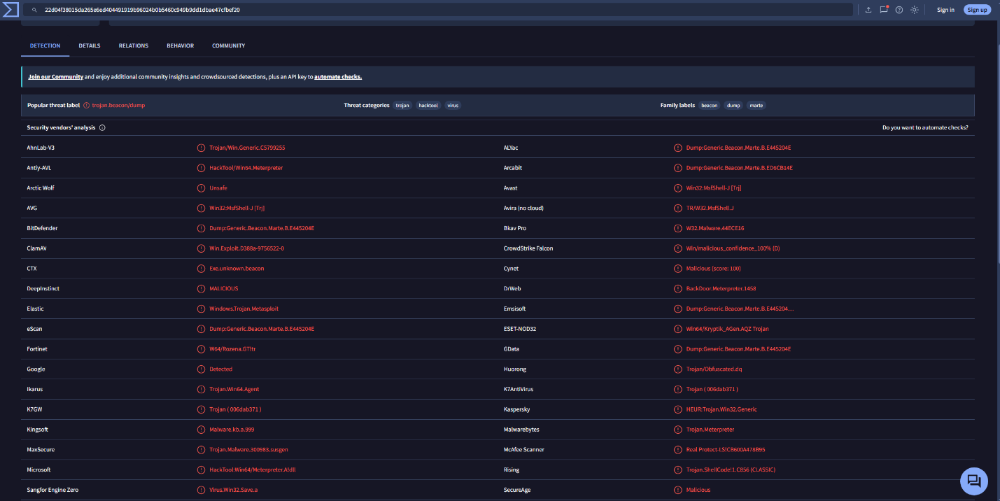 22d04f38015da265e6ed404491919b96024b0b5460c949b9dd1dbae47cfbef20 Sign in Sign up
DETECTION DETAILS RELATIONS BEHAVIOR COMMUNITY
Join our Community and enjoy additional community insights and crowdsourced detections, plus an API key to automate checks.
Popular threat label trojan.beacon/dump Threat categories trojan hacktool virus Family labels beacon dump marte
Security vendors' analysis Do you want to automate checks?
AhnLab-V3 Trojan/Win.Generic.C5799255 ALYac Dump:Generic.Beacon.Marte.B.E445204E
Antiy-AVL HackTool/Win64.Meterpreter Arcabit Dump:Generic.Beacon.Marte.B.ED6CB14E
Arctic Wolf Unsafe Avast Win32:MsfShell-J [Trj]
AVG Win32:MsfShell-J [Trj] Avira (no cloud) TR/W32.MsfShell.J
BitDefender Dump:Generic.Beacon.Marte.B.E445204E Bkav Pro W32.Malware.44ECE16
ClamAV Win.Exploit.D388a-9756522-0 CrowdStrike Falcon Win/malicious_confidence_100% (D)
CTX Exe.unknown.beacon Cynet Malicious (score: 100)
DeepInstinct MALICIOUS DrWeb BackDoor.Meterpreter.1458
Elastic Windows.Trojan.Metasploit Emsisoft Dump:Generic.Beacon.Marte.B.E445204…
eScan Dump:Generic.Beacon.Marte.B.E445204E ESET-NOD32 Win64/Kryptik_AGen.AQZ Trojan
Fortinet W64/Rozena.GT!tr GData Dump:Generic.Beacon.Marte.B.E445204E
Google Detected Huorong Trojan/Obfuscated.dq
Ikarus Trojan.Win64.Agent K7AntiVirus Trojan ( 006dab371 )
K7GW Trojan ( 006dab371 ) Kaspersky HEUR:Trojan.Win32.Generic
Kingsoft Malware.kb.a.999 Malwarebytes Trojan.Meterpreter
MaxSecure Trojan.Malware.300983.susgen McAfee Scanner Real Protect-LS!CB600A478B95
Microsoft HackTool:Win64/Meterpreter.A!dll Rising Trojan.ShellCode!1.C856 (CLASSIC)
Sangfor Engine Zero Virus.Win32.Save.a SecureAge Malicious